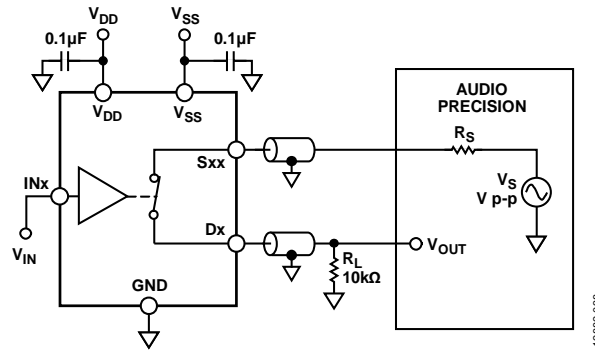 VDD
VSS
0.1µF
0.1µF
VDD
VSS
AUDIO
PRECISION
RS
Sxx
VS
V p-p
INx
Dx
VOUT
VIN
RL
10kΩ
GND